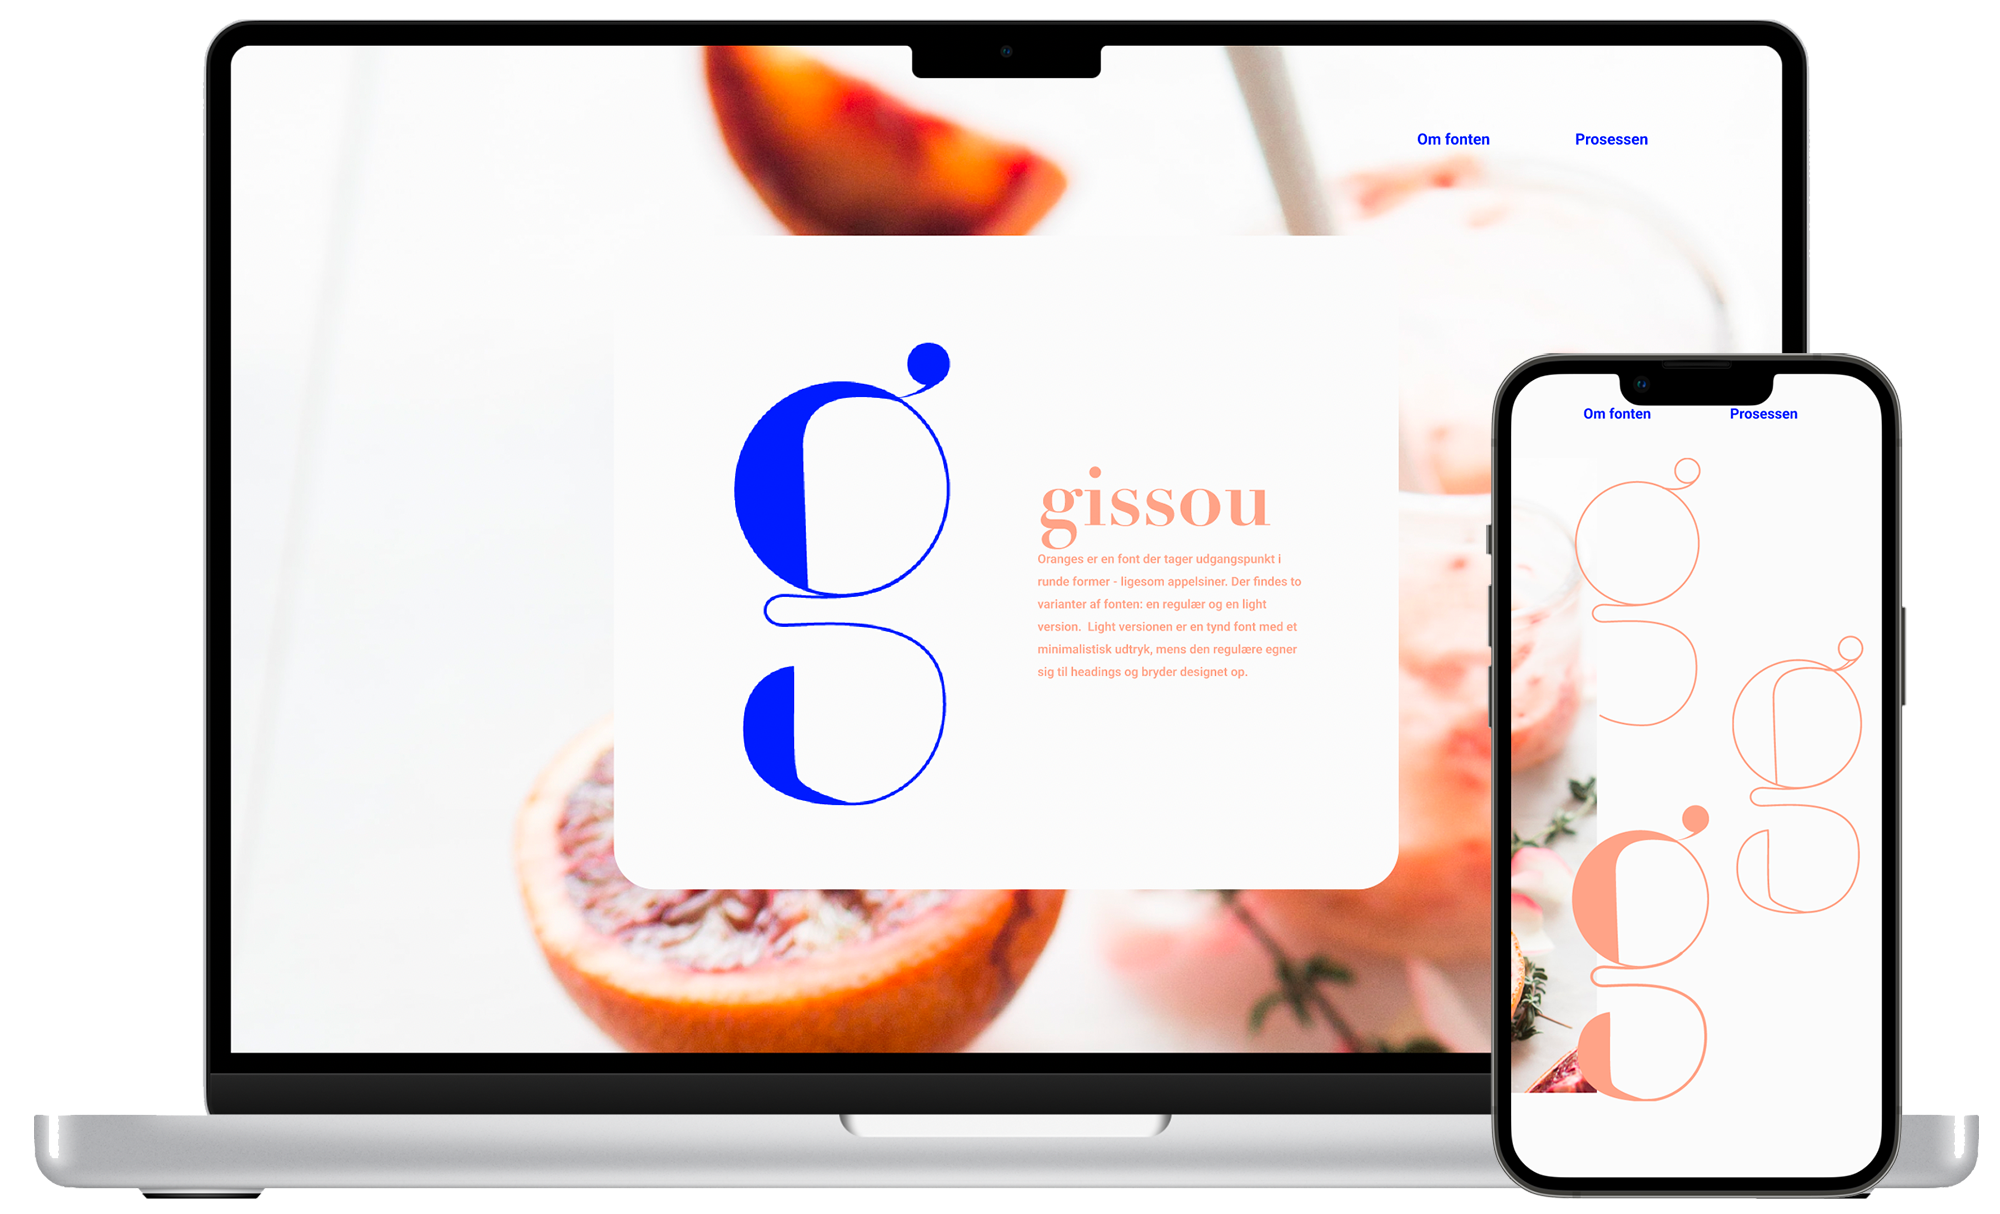 Om fonten Prosessen
g
gissou
Oranges er en font der tager udgangspunkt i
runde former - ligesom appelsiner. Der findes to
varianter af fonten: en regulær og en light
version.  Light versionen er en tynd font med et
minimalistisk udtryk, mens den regulære egner
sig til headings og bryder designet op.
Om fonten Prosessen
g
g
g